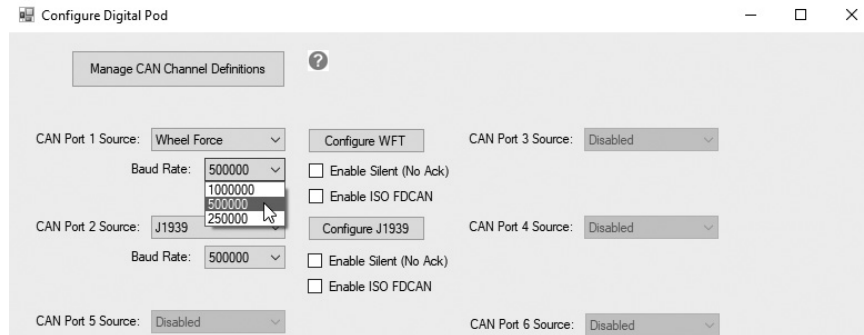 Configure Digital Pod
Manage CAN Channel Definitions
?
CAN Port 1 Source: Wheel Force Configure WFT CAN Port 3 Source: Disabled
Baud Rate: 500000 Enable Silent (No Ack)
1000000 Enable ISO FDCAN
500000
250000
CAN Port 2 Source: J1939 Configure J1939 CAN Port 4 Source: Disabled
Baud Rate: 500000 Enable Silent (No Ack)
Enable ISO FDCAN
CAN Port 5 Source: Disabled CAN Port 6 Source: Disabled